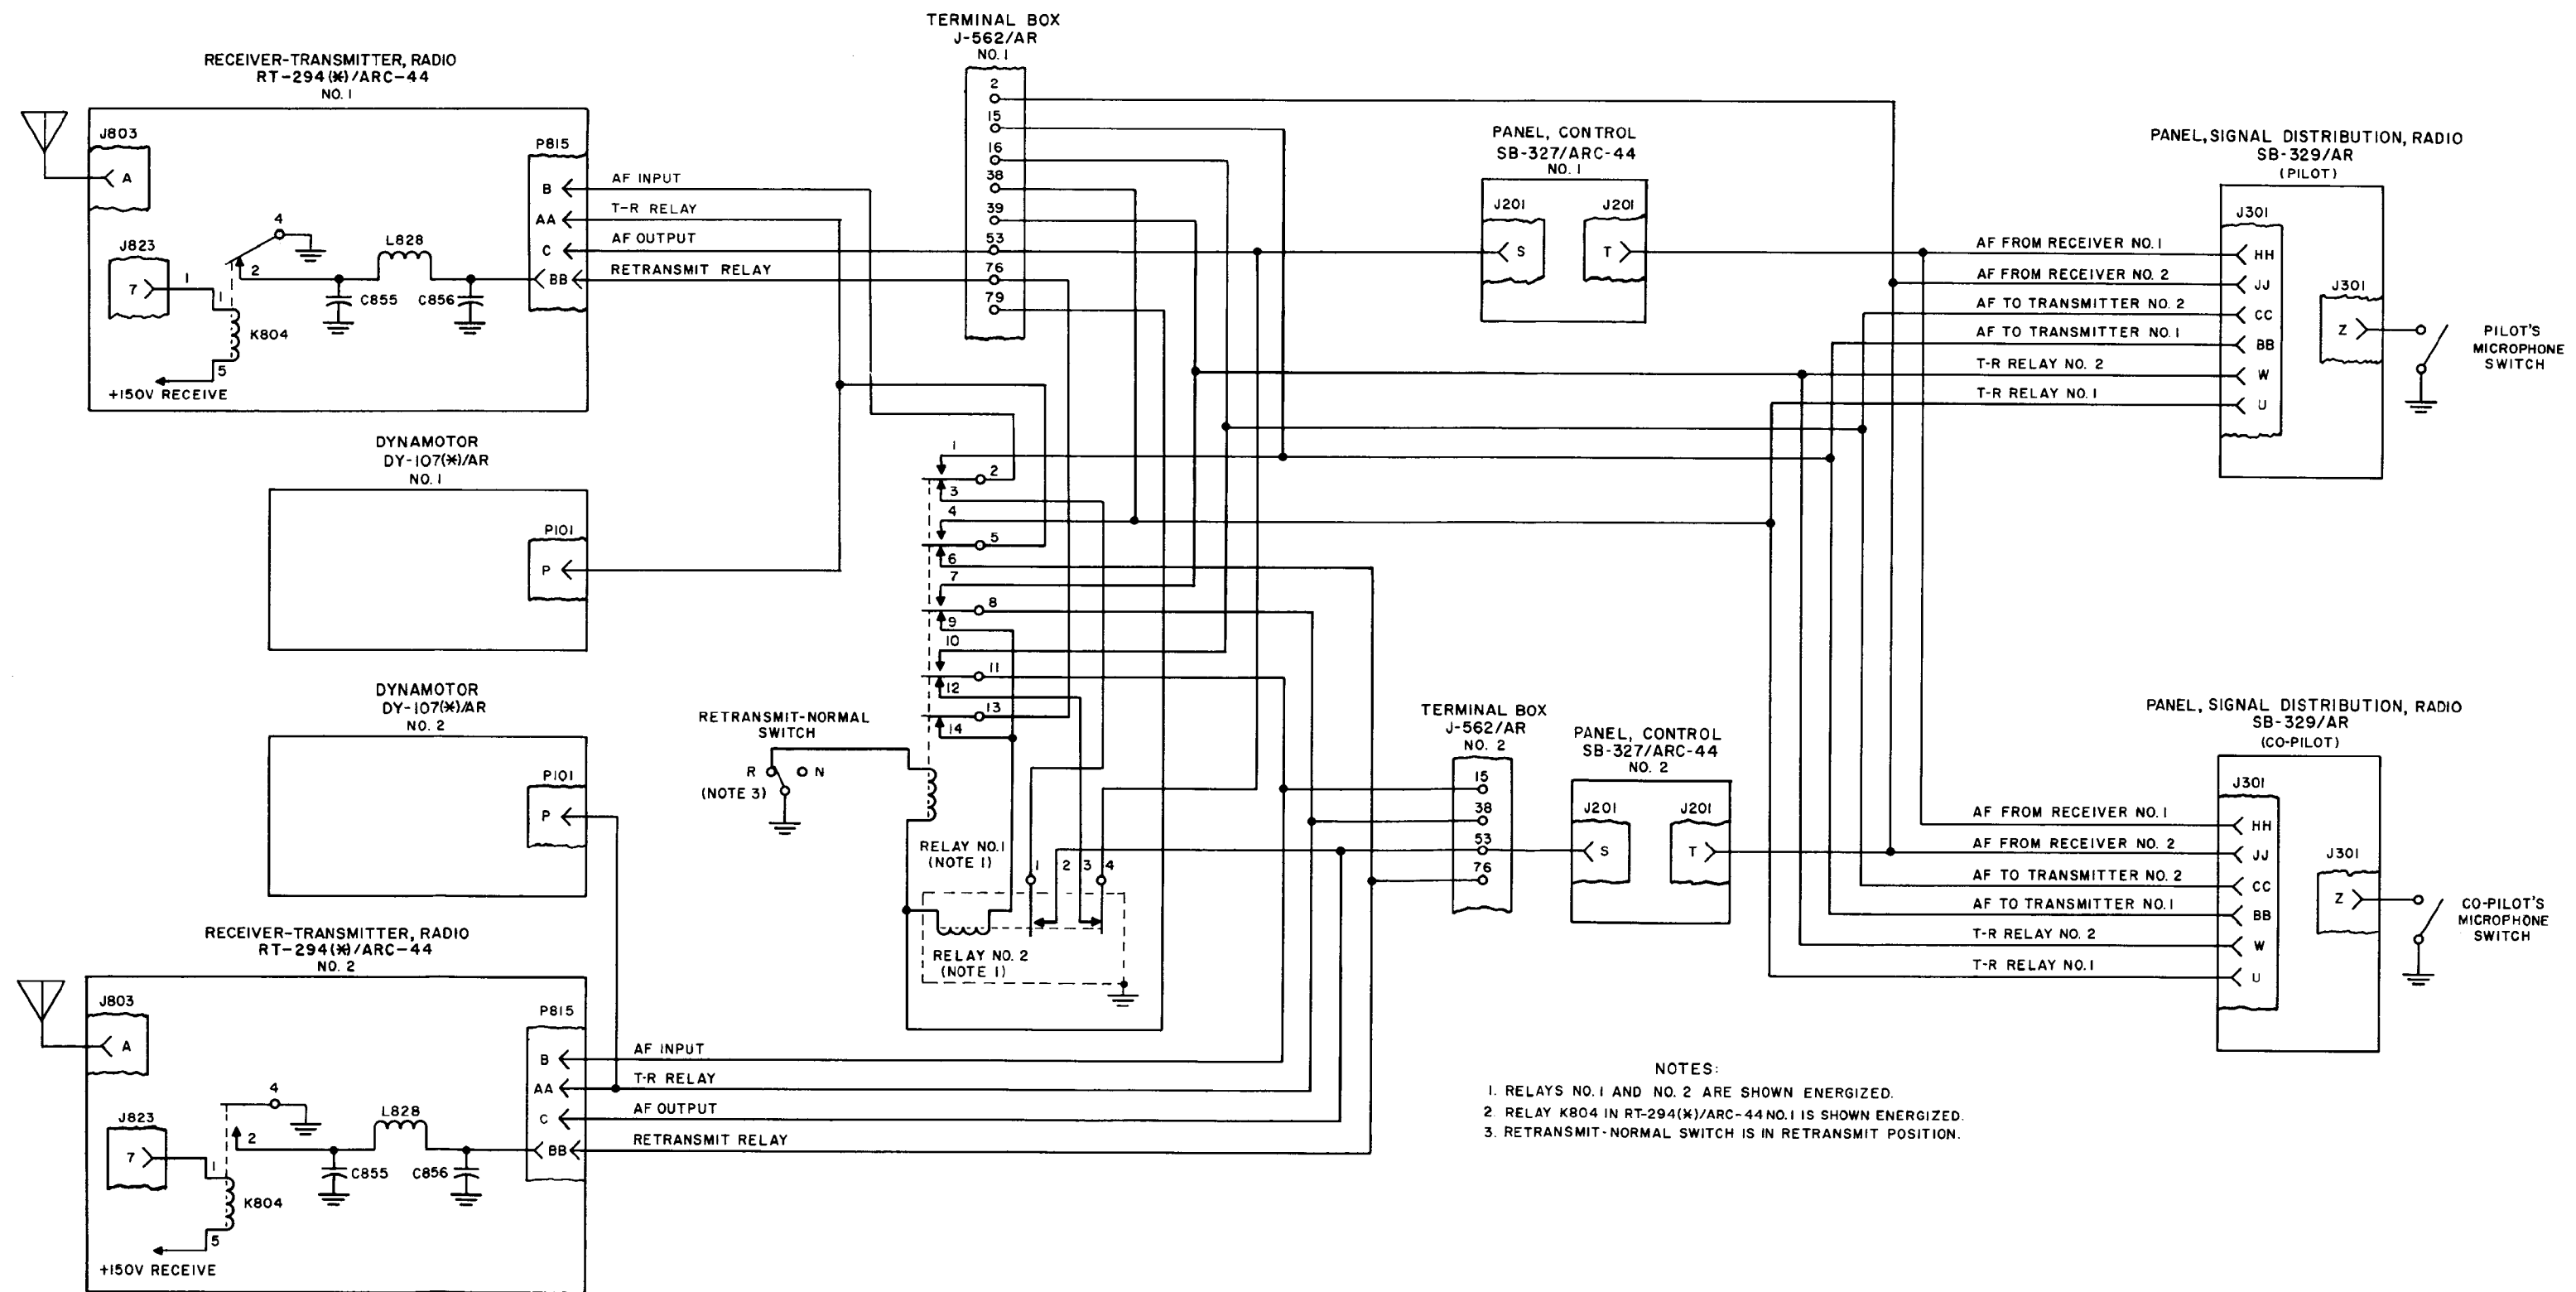 RECEIVER-TRANSMITTER, RADIO
RT-294(*)/ARC-44
NO. 1
J803
A
J823
7
1
1
2
4
5
K804
+150V RECEIVE
C855
L828
C856
P815
B
AA
C
BB
AF INPUT
T-R RELAY
AF OUTPUT
RETRANSMIT RELAY
DYNAMOTOR
DY-107(*)/AR
NO. 1
P101
P
DYNAMOTOR
DY-107(*)/AR
NO. 2
P101
P
RECEIVER-TRANSMITTER, RADIO
RT-294(*)/ARC-44
NO. 2
J803
A
J823
7
1
2
4
5
K804
+150V RECEIVE
C855
L828
C856
P815
B
AA
C
BB
AF INPUT
T-R RELAY
AF OUTPUT
RETRANSMIT RELAY
TERMINAL BOX
J-562/AR
NO. 1
2
15
16
38
39
53
76
79
1
2
3
4
5
6
7
8
9
10
11
12
13
14
RETRANSMIT-NORMAL
SWITCH
R
N
(NOTE 3)
RELAY NO. 1
(NOTE 1)
1
2
3
4
RELAY NO. 2
(NOTE 1)
PANEL, CONTROL
SB-327/ARC-44
NO. 1
J201
S
J201
T
TERMINAL BOX
J-562/AR
NO. 2
15
38
53
76
PANEL, CONTROL
SB-327/ARC-44
NO. 2
J201
S
J201
T
PANEL, SIGNAL DISTRIBUTION, RADIO
SB-329/AR
(PILOT)
AF FROM RECEIVER NO. 1
AF FROM RECEIVER NO. 2
AF TO TRANSMITTER NO. 2
AF TO TRANSMITTER NO. 1
T-R RELAY NO. 2
T-R RELAY NO. 1
J301
HH
JJ
CC
BB
W
U
J301
Z
PILOT'S
MICROPHONE
SWITCH
PANEL, SIGNAL DISTRIBUTION, RADIO
SB-329/AR
(CO-PILOT)
AF FROM RECEIVER NO. 1
AF FROM RECEIVER NO. 2
AF TO TRANSMITTER NO. 2
AF TO TRANSMITTER NO. 1
T-R RELAY NO. 2
T-R RELAY NO. 1
J301
HH
JJ
CC
BB
W
U
J301
Z
CO-PILOT'S
MICROPHONE
SWITCH
NOTES:
1. RELAYS NO. 1 AND NO. 2 ARE SHOWN ENERGIZED.
2. RELAY K804 IN RT-294(*)/ARC-44 NO. 1 IS SHOWN ENERGIZED.
3. RETRANSMIT-NORMAL SWITCH IS IN RETRANSMIT POSITION.